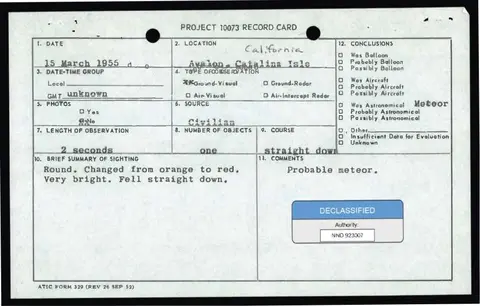 PROJECT 10073 RECORD CARD
1. DATE
15 March 1955
2. LOCATION
California
Avalon, Catalina Isle
12. CONCLUSIONS
☐ Was Balloon
☐ Probably Balloon
☐ Possibly Balloon
☐ Was Aircraft
☐ Probably Aircraft
☐ Possibly Aircraft
☐ Was Astronomical Meteor
☐ Probably Astronomical
☐ Possibly Astronomical
☐ Other
☐ Insufficient Data for Evaluation
☐ Unknown
3. DATE-TIME GROUP
Local
GMT unknown
4. TYPE OF OBSERVATION
Ground-Visual ☐ Ground-Radar
☐ Air-Visual ☐ Air-Intercept Radar
5. PHOTOS
☐ Yes
No
6. SOURCE
Civilian
7. LENGTH OF OBSERVATION
2 seconds
8. NUMBER OF OBJECTS
one
9. COURSE
straight down
10. BRIEF SUMMARY OF SIGHTING
Round. Changed from orange to red.
Very bright. Fell straight down.
11. COMMENTS
Probable meteor.
DECLASSIFIED
Authority:
NND 923007
ATIC FORM 329 (REV 26 SEP 52)